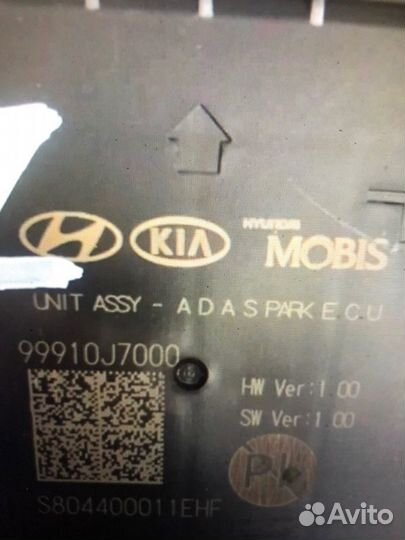 KIA
HYUNDAI
MOBIS
UNIT ASSY - ADAS PARK E.C.U
99910J7000
HW Ver:1.00
SW Ver:1.00
S804400011EHF
Avito